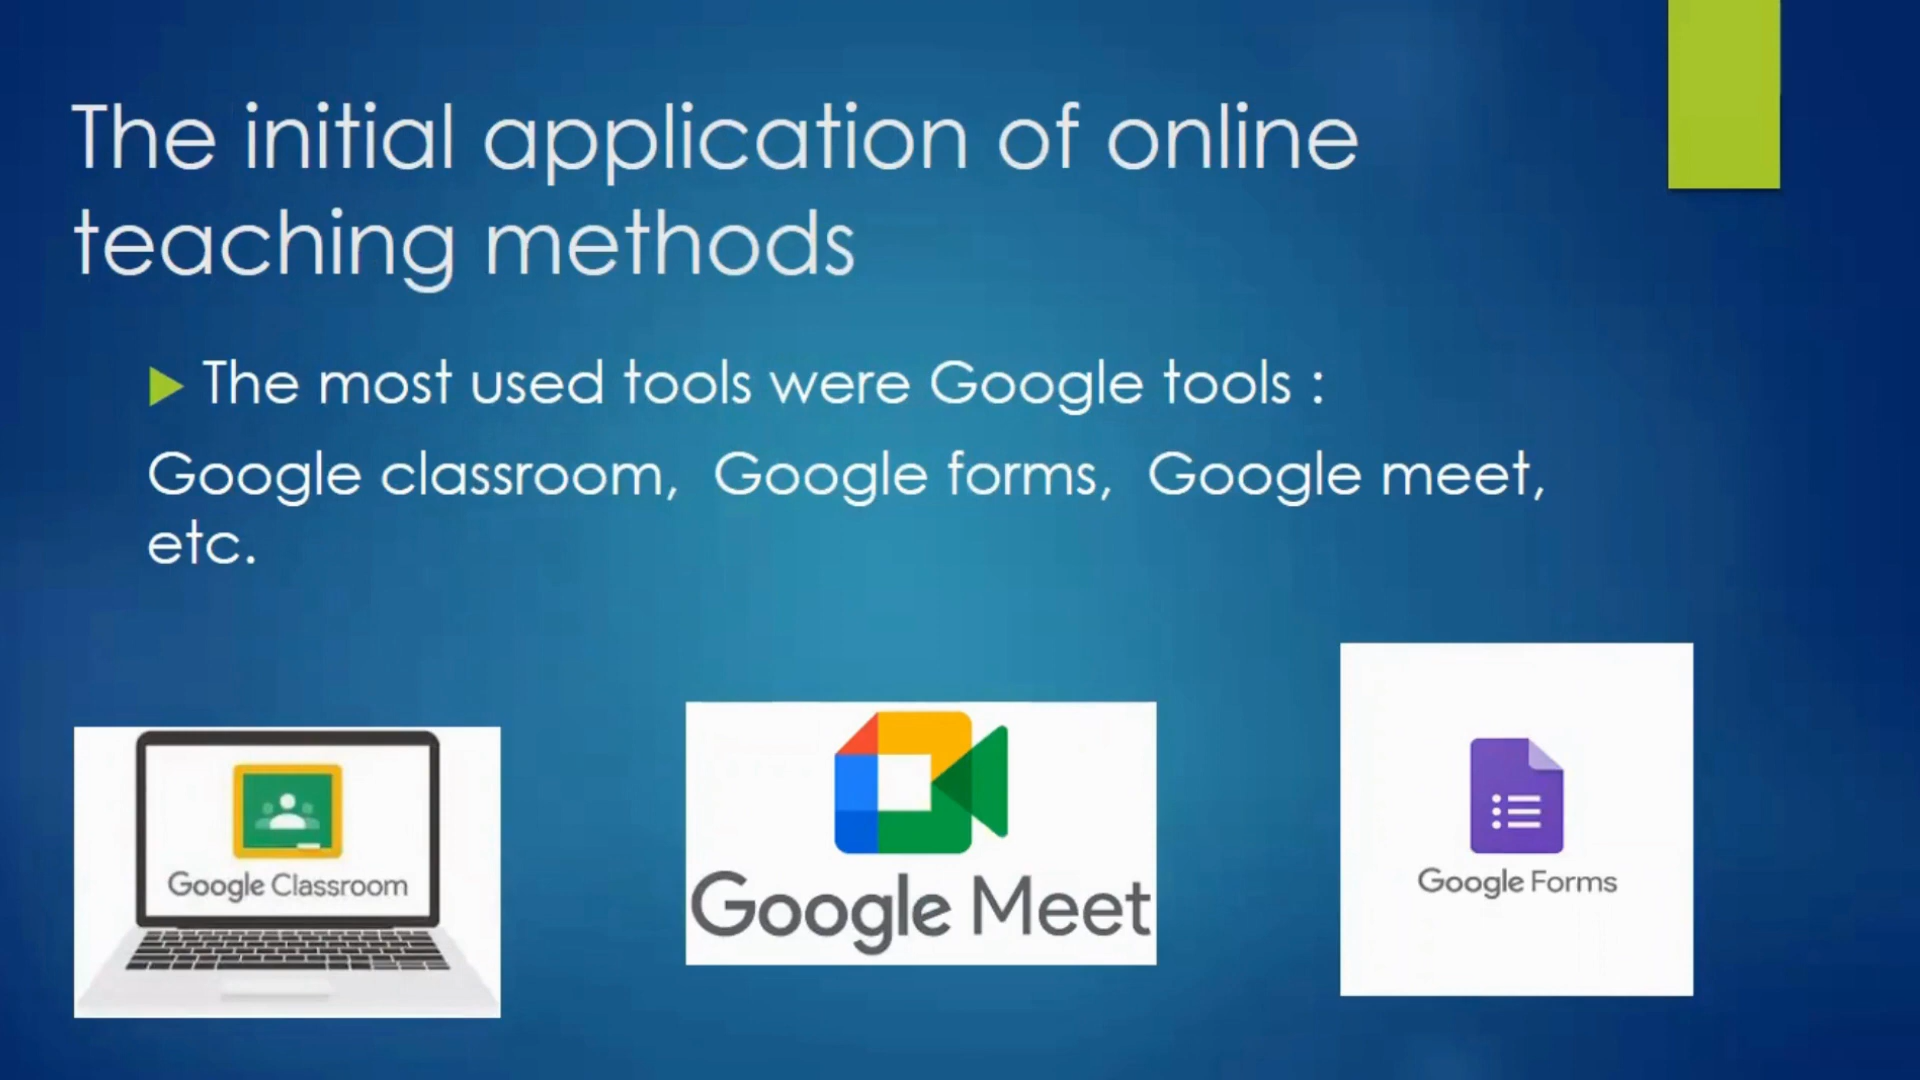 The initial application of online
teaching methods
The most used tools were Google tools :
Google classroom, Google forms, Google meet,
etc.
Google Classroom
Google Meet
Google Forms